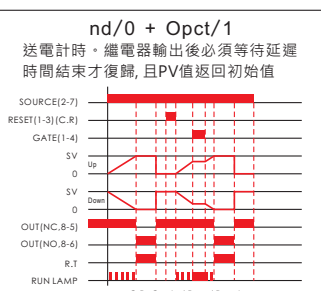 nd/0 + Opct/1
送電計時。繼電器輸出後必須等待延遲
時間結束才復歸, 且PV值返回初始值
SOURCE(2-7)
RESET(1-3)(C.R)
GATE(1-4)
SV
Up
0
SV
Down
0
OUT(NC,8-5)
OUT(NO,8-6)
R.T
RUN LAMP